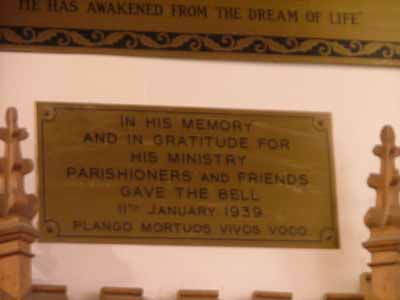 HE HAS AWAKENED FROM THE DREAM OF LIFE"
IN HIS MEMORY
AND IN GRATITUDE FOR
HIS MINISTRY
PARISHIONERS AND FRIENDS
GAVE THE BELL
11TH JANUARY 1939.
PLANGO MORTUOS VIVOS VOCO.